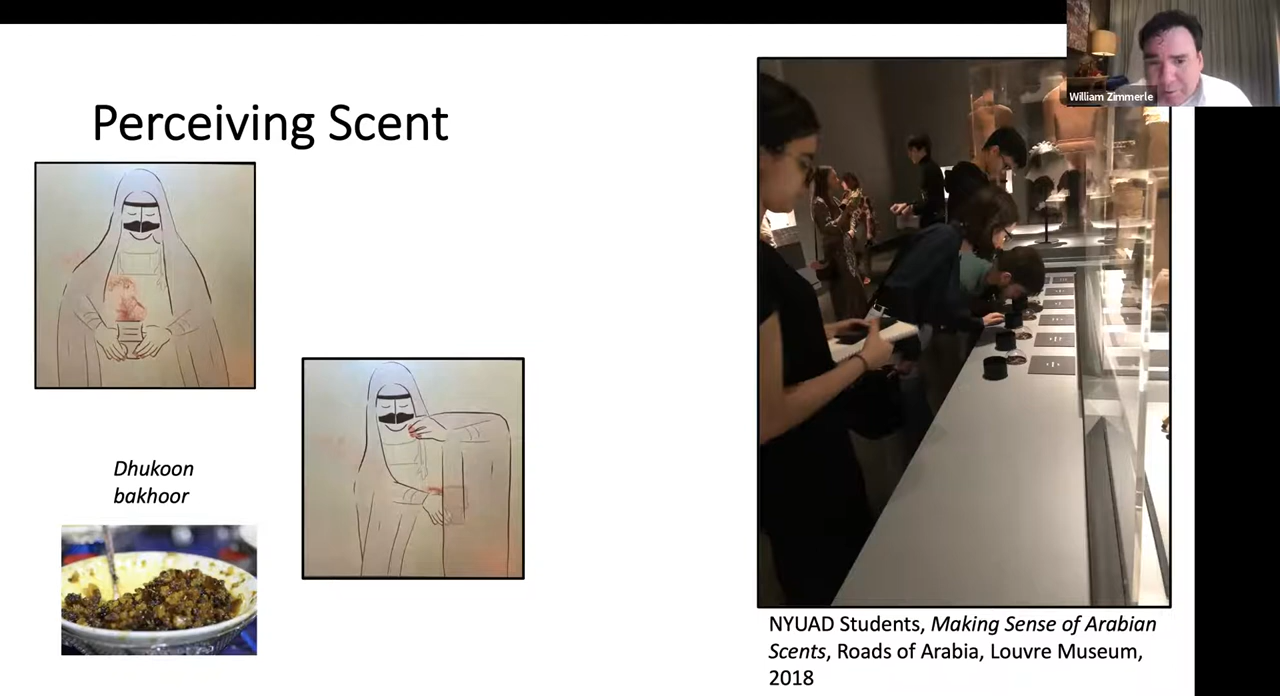 William Zimmerle
Perceiving Scent
Dhukoon
bakhoor
NYUAD Students, Making Sense of Arabian
Scents, Roads of Arabia, Louvre Museum,
2018